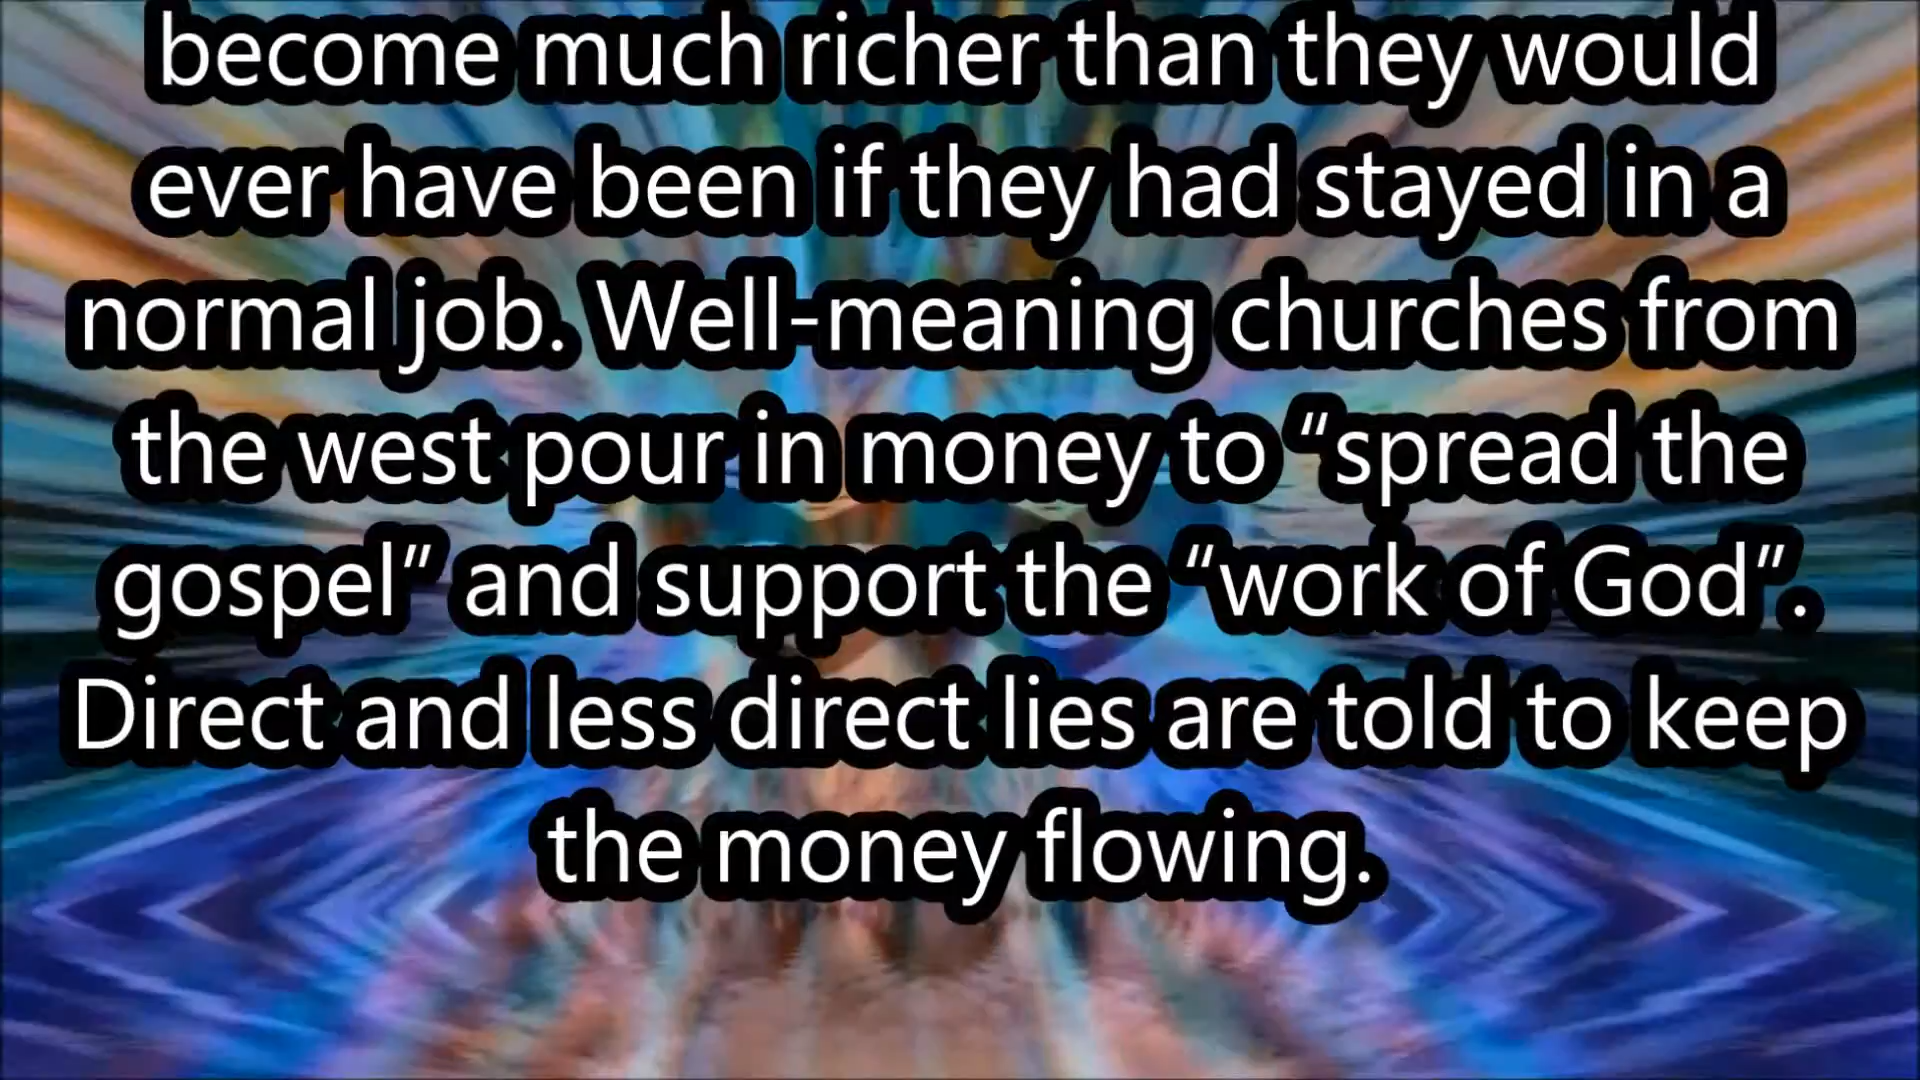 become much richer than they would
ever have been if they had stayed in a
normal job. Well-meaning churches from
the west pour in money to “spread the
gospel” and support the “work of God”.
Direct and less direct lies are told to keep
the money flowing.